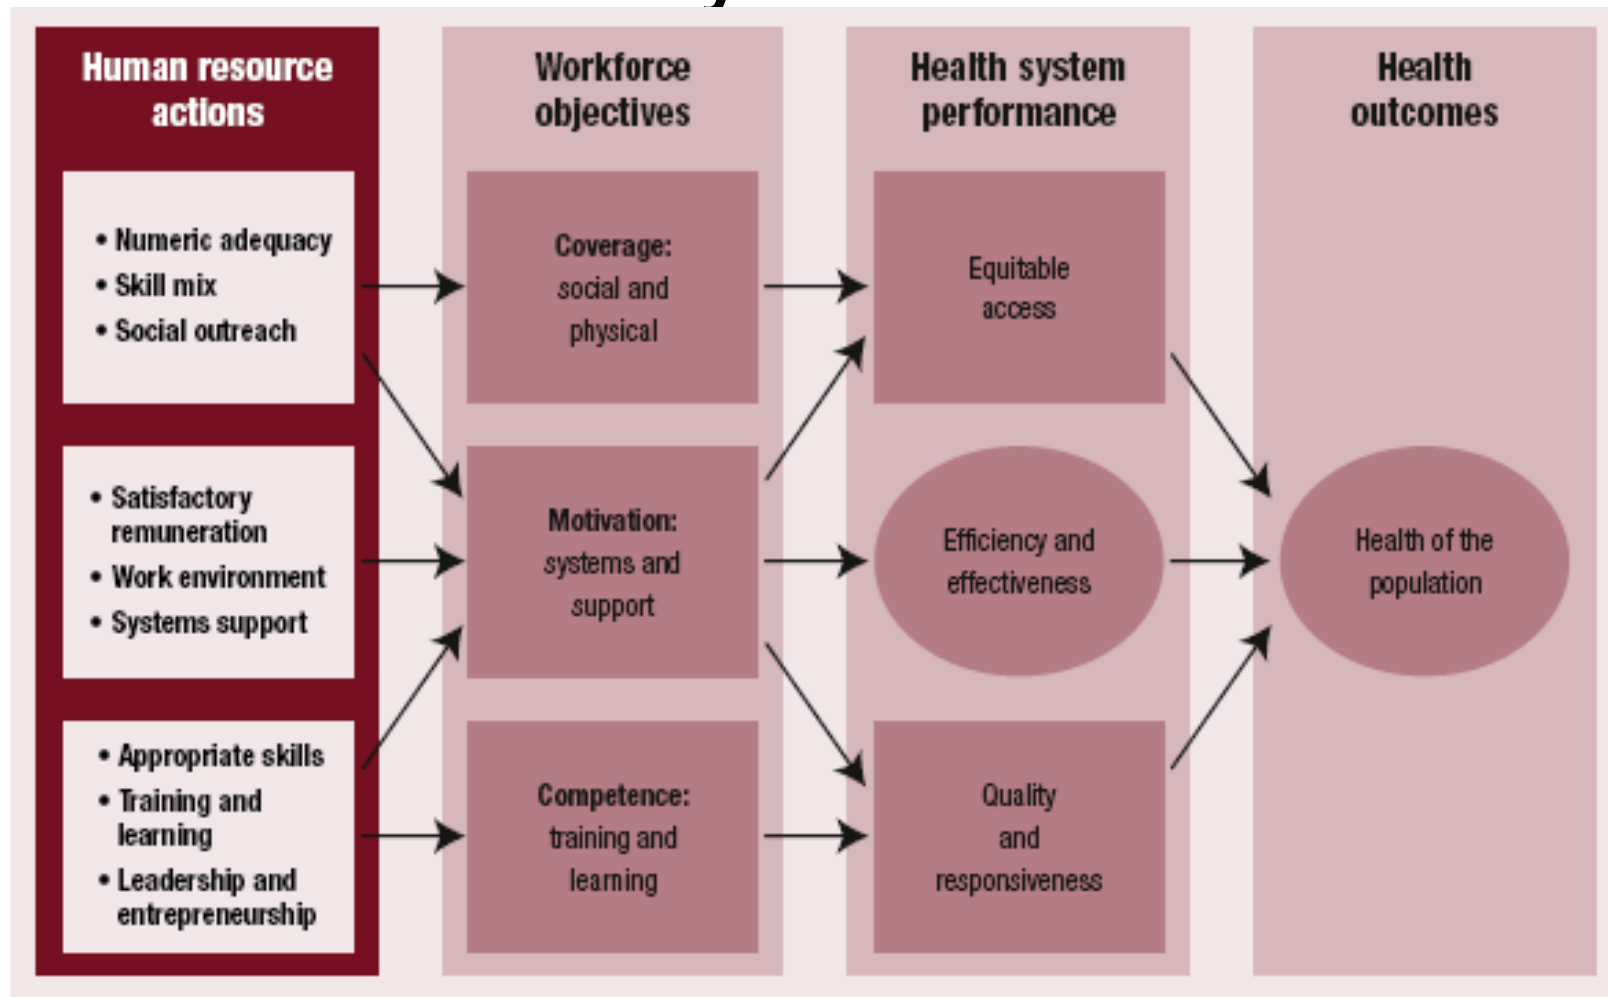 Human resource
actions
• Numeric adequacy
• Skill mix
• Social outreach
• Satisfactory
remuneration
• Work environment
• Systems support
• Appropriate skills
• Training and
learning
• Leadership and
entrepreneurship
Workforce
objectives
Coverage:
social and
physical
Motivation:
systems and
support
Competence:
training and
learning
Health system
performance
Equitable
access
Efficiency and
effectiveness
Quality
and
responsiveness
Health
outcomes
Health of the
population